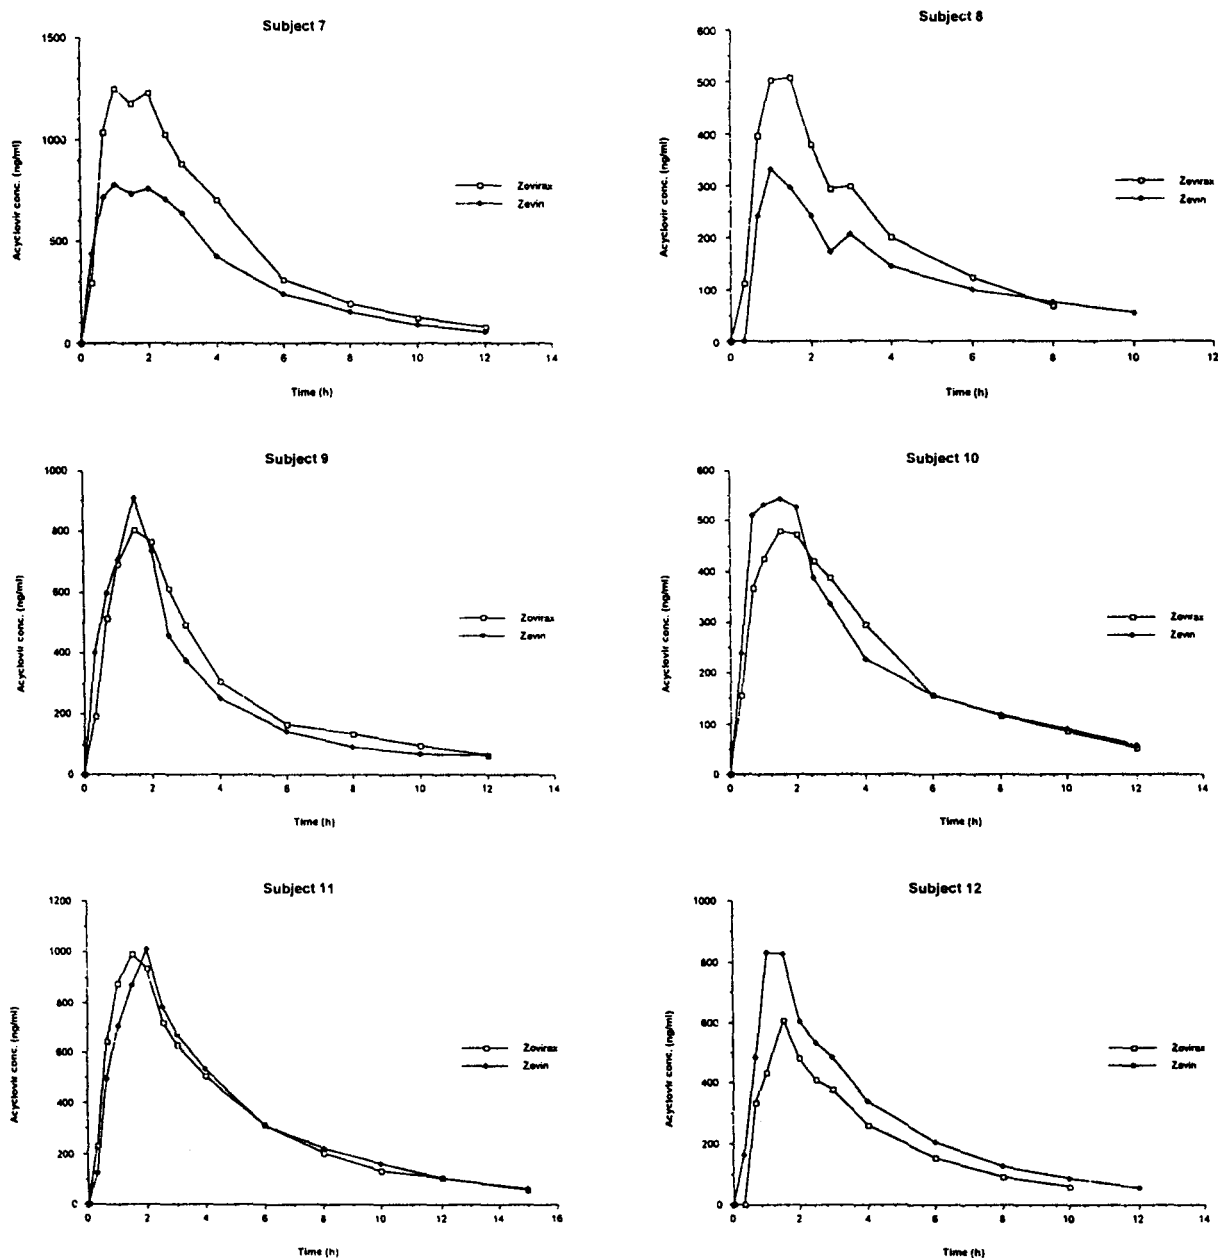 Subject 7
1500
1000
500
0
0 2 4 6 8 10 12 14
Acyclovir conc. (ng/ml)
Time (h)
Zovirax
Zevin
Subject 8
600
500
400
300
200
100
0
0 2 4 6 8 10 12
Acyclovir conc. (ng/ml)
Time (h)
Zovirax
Zevin
Subject 9
1000
800
600
400
200
0
0 2 4 6 8 10 12 14
Acyclovir conc. (ng/ml)
Time (h)
Zovirax
Zevin
Subject 10
600
500
400
300
200
100
0
0 2 4 6 8 10 12 14
Acyclovir conc. (ng/ml)
Time (h)
Zovirax
Zevin
Subject 11
1200
1000
800
600
400
200
0
0 2 4 6 8 10 12 14 16
Acyclovir conc. (ng/ml)
Time (h)
Zovirax
Zevin
Subject 12
1000
800
600
400
200
0
0 2 4 6 8 10 12 14
Acyclovir conc. (ng/ml)
Time (h)
Zovirax
Zevin